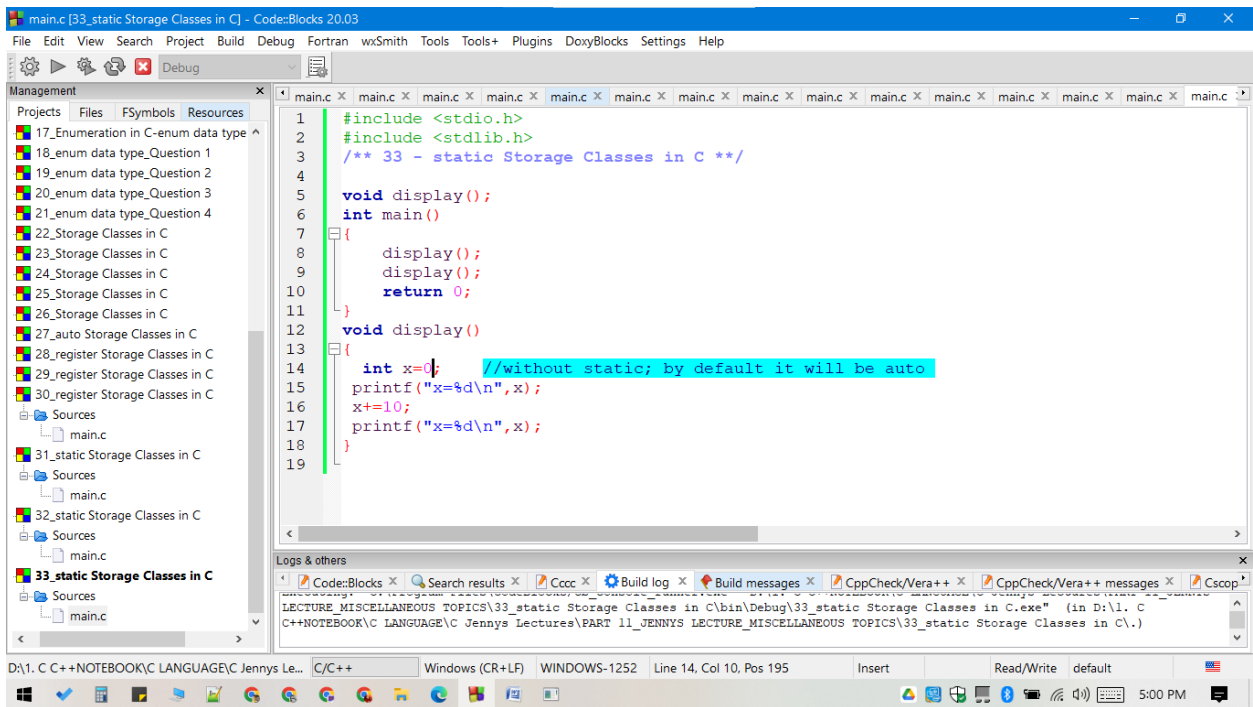 main.c [33_static Storage Classes in C] - Code::Blocks 20.03
File Edit View Search Project Build Debug Fortran wxSmith Tools Tools+ Plugins DoxyBlocks Settings Help
Debug
Management
Projects Files FSymbols Resources
17_Enumeration in C-enum data type
18_enum data type_Question 1
19_enum data type_Question 2
20_enum data type_Question 3
21_enum data type_Question 4
22_Storage Classes in C
23_Storage Classes in C
24_Storage Classes in C
25_Storage Classes in C
26_Storage Classes in C
27_auto Storage Classes in C
28_register Storage Classes in C
29_register Storage Classes in C
30_register Storage Classes in C
Sources
main.c
31_static Storage Classes in C
Sources
main.c
32_static Storage Classes in C
Sources
main.c
33_static Storage Classes in C
Sources
main.c
main.c main.c main.c main.c main.c main.c main.c main.c main.c main.c main.c main.c main.c main.c main.c
1 #include <stdio.h>
2 #include <stdlib.h>
3 /** 33 - static Storage Classes in C **/
4
5 void display();
6 int main()
7 {
8 display();
9 display();
10 return 0;
11 }
12 void display()
13 {
14 int x=0; //without static; by default it will be auto
15 printf("x=%d\n",x);
16 x+=10;
17 printf("x=%d\n",x);
18 }
19
Logs & others
Code::Blocks Search results Cccc Build log Build messages CppCheck/Vera++ CppCheck/Vera++ messages Cscop
LECTURE_MISCELLANEOUS TOPICS\33_static Storage Classes in C\bin\Debug\33_static Storage Classes in C.exe" (in D:\1. C
C++NOTEBOOK\C LANGUAGE\C Jennys Lectures\PART 11_JENNYS LECTURE_MISCELLANEOUS TOPICS\33_static Storage Classes in C\.)
D:\1. C C++NOTEBOOK\C LANGUAGE\C Jennys Le... C/C++ Windows (CR+LF) WINDOWS-1252 Line 14, Col 10, Pos 195 Insert Read/Write default
5:00 PM